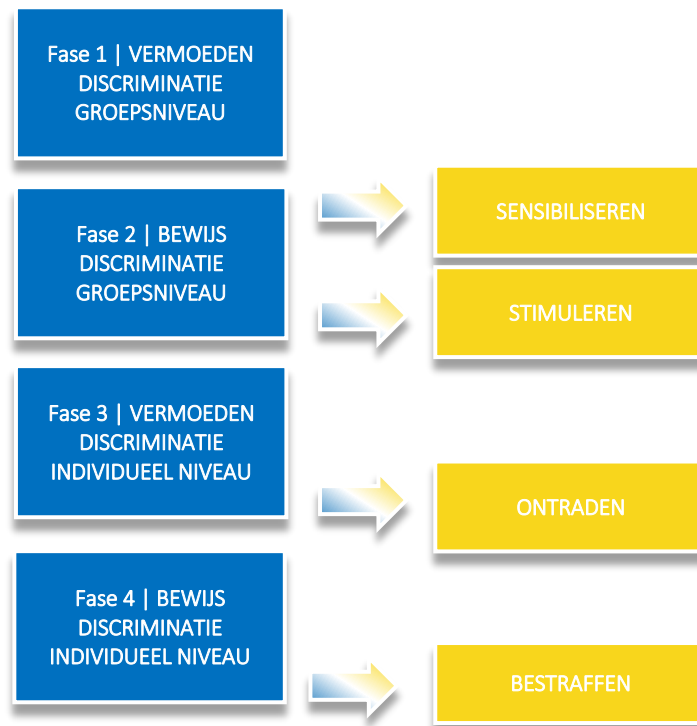 Fase 1 | VERMOEDEN
DISCRIMINATIE
GROEPSNIVEAU
Fase 2 | BEWIJS
DISCRIMINATIE
GROEPSNIVEAU
SENSIBILISEREN
STIMULEREN
Fase 3 | VERMOEDEN
DISCRIMINATIE
INDIVIDUEEL NIVEAU
ONTRADEN
Fase 4 | BEWIJS
DISCRIMINATIE
INDIVIDUEEL NIVEAU
BESTRAFFEN